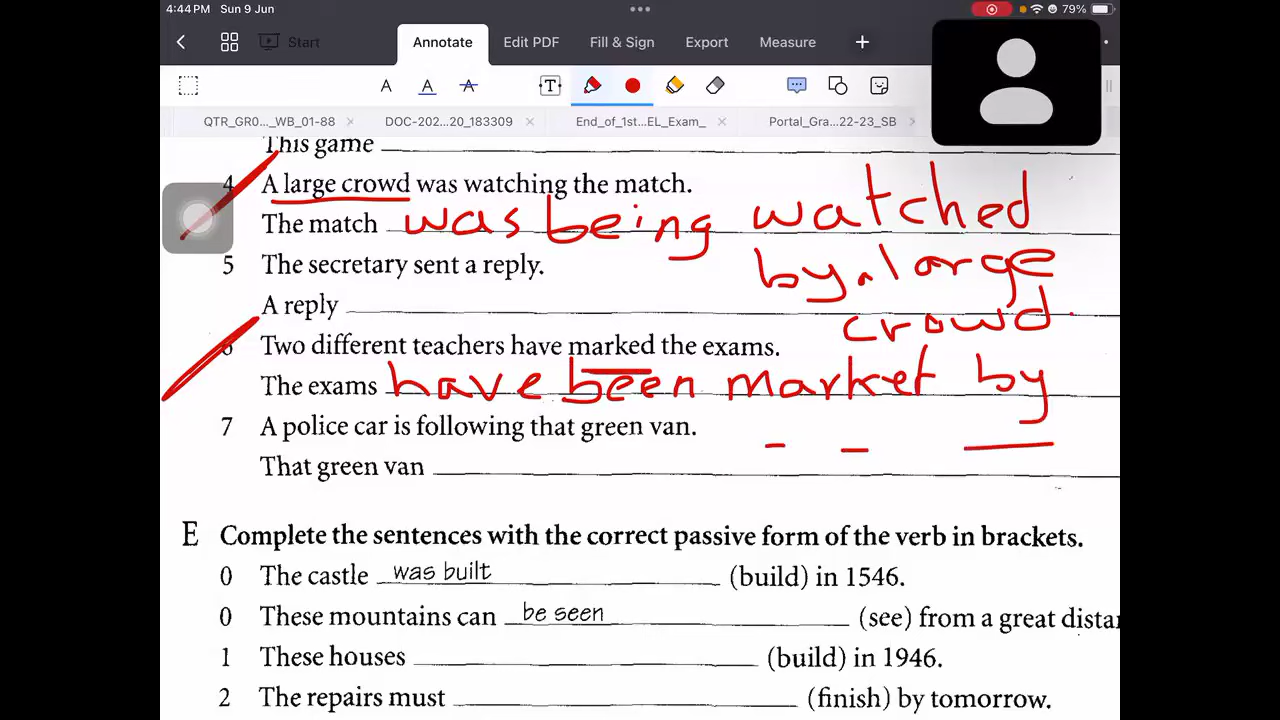 4:44 PM Sun 9 Jun 79%
Start Annotate Edit PDF Fill & Sign Export Measure
A A A T
QTR_GR0..._WB_01-88 × DOC-202...20_183309 × End_of_1st...EL_Exam_ × Portal_Gra...22-23_SB
This game
4 A large crowd was watching the match.
The match was being watched
by a large
crowd.
5 The secretary sent a reply.
A reply
6 Two different teachers have marked the exams.
The exams have been market by
7 A police car is following that green van.
That green van
E Complete the sentences with the correct passive form of the verb in brackets.
0 The castle was built (build) in 1546.
0 These mountains can be seen (see) from a great distan
1 These houses (build) in 1946.
2 The repairs must (finish) by tomorrow.